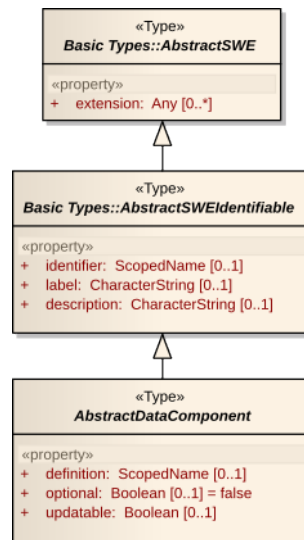 «Type»
Basic Types::AbstractSWE
«property»
+ extension: Any [0..*]
«Type»
Basic Types::AbstractSWEIdentifiable
«property»
+ identifier: ScopedName [0..1]
+ label: CharacterString [0..1]
+ description: CharacterString [0..1]
«Type»
AbstractDataComponent
«property»
+ definition: ScopedName [0..1]
+ optional: Boolean [0..1] = false
+ updatable: Boolean [0..1]